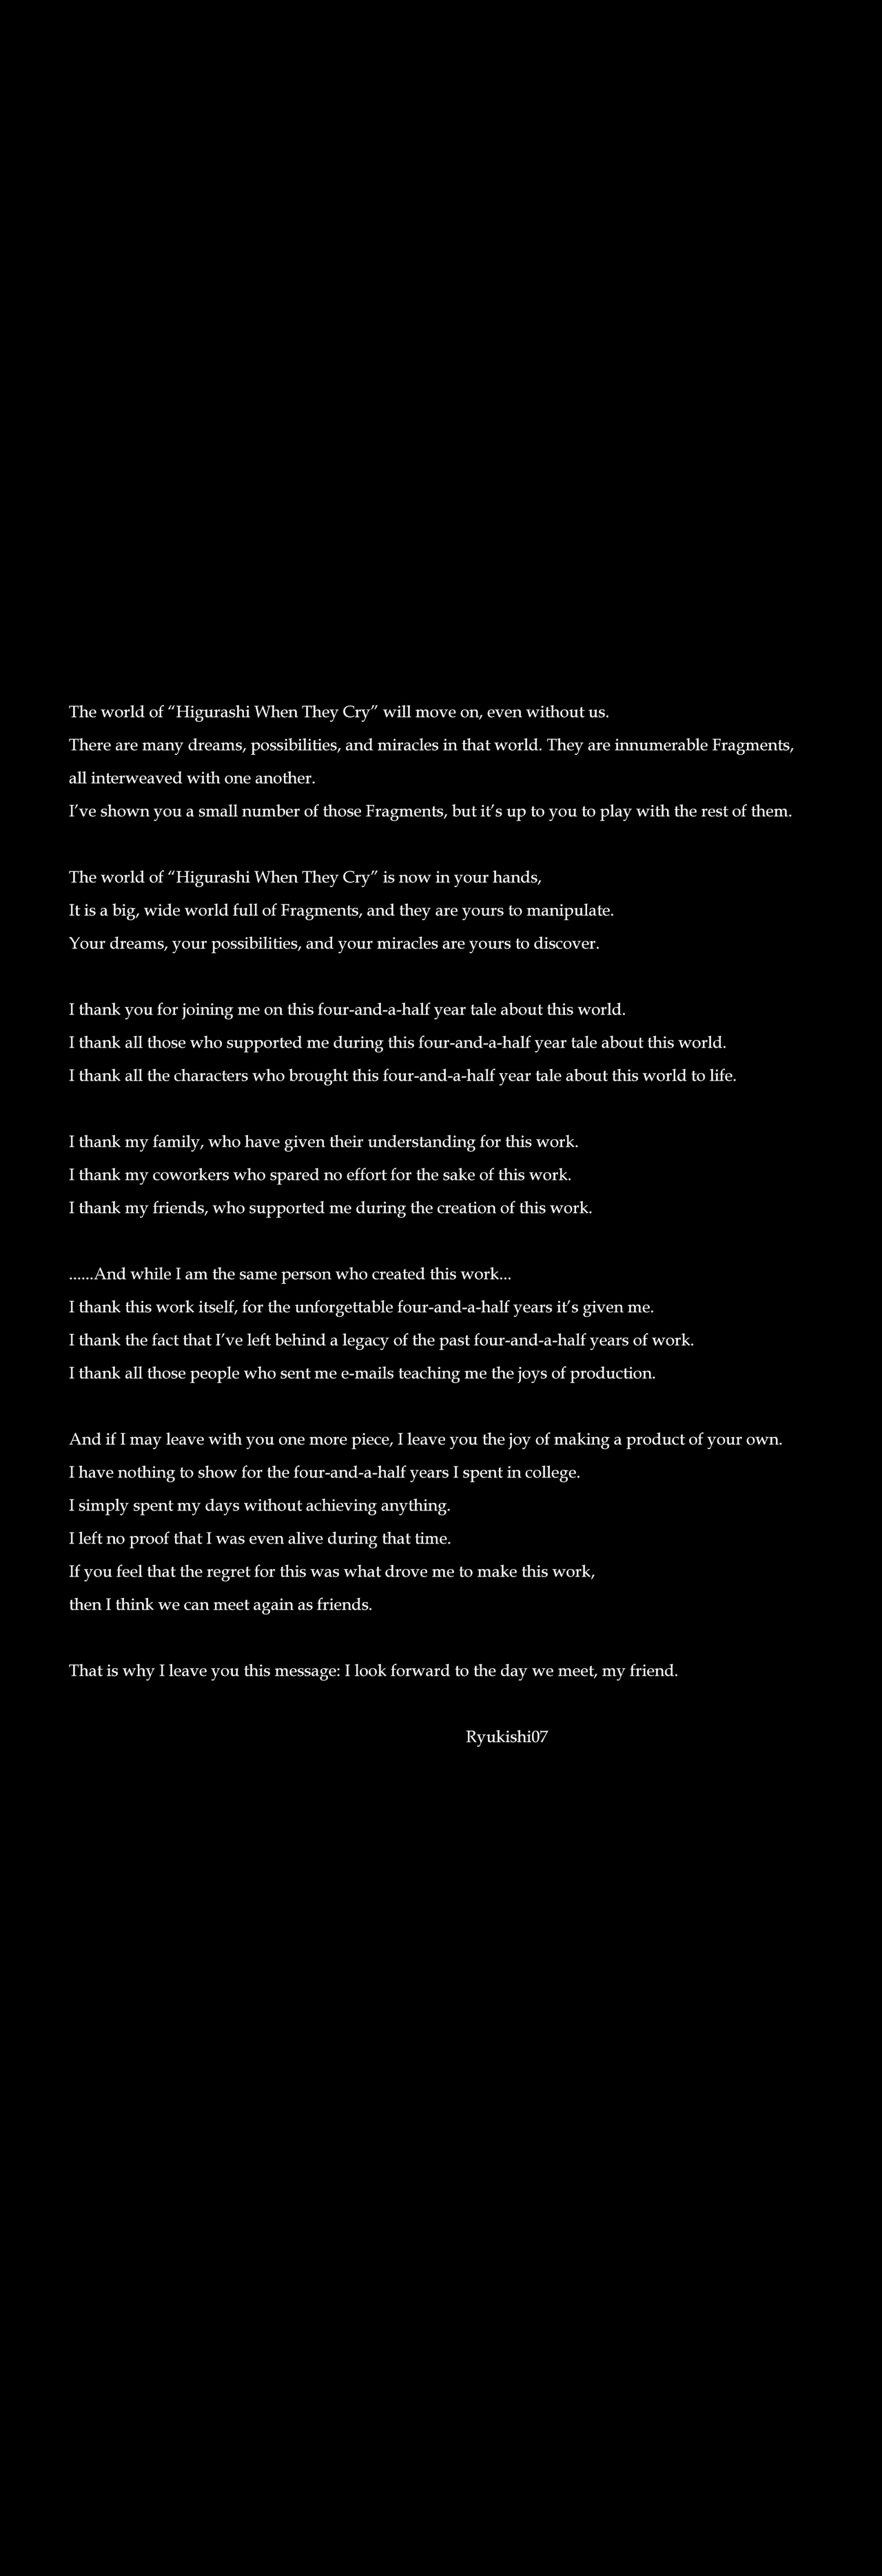 The world of “Higurashi When They Cry” will move on, even without us.
There are many dreams, possibilities, and miracles in that world. They are innumerable Fragments,
all interweaved with one another.
I’ve shown you a small number of those Fragments, but it’s up to you to play with the rest of them.
The world of “Higurashi When They Cry” is now in your hands,
It is a big, wide world full of Fragments, and they are yours to manipulate.
Your dreams, your possibilities, and your miracles are yours to discover.
I thank you for joining me on this four-and-a-half year tale about this world.
I thank all those who supported me during this four-and-a-half year tale about this world.
I thank all the characters who brought this four-and-a-half year tale about this world to life.
I thank my family, who have given their understanding for this work.
I thank my coworkers who spared no effort for the sake of this work.
I thank my friends, who supported me during the creation of this work.
......And while I am the same person who created this work...
I thank this work itself, for the unforgettable four-and-a-half years it’s given me.
I thank the fact that I’ve left behind a legacy of the past four-and-a-half years of work.
I thank all those people who sent me e-mails teaching me the joys of production.
And if I may leave with you one more piece, I leave you the joy of making a product of your own.
I have nothing to show for the four-and-a-half years I spent in college.
I simply spent my days without achieving anything.
I left no proof that I was even alive during that time.
If you feel that the regret for this was what drove me to make this work,
then I think we can meet again as friends.
That is why I leave you this message: I look forward to the day we meet, my friend.
Ryukishi07